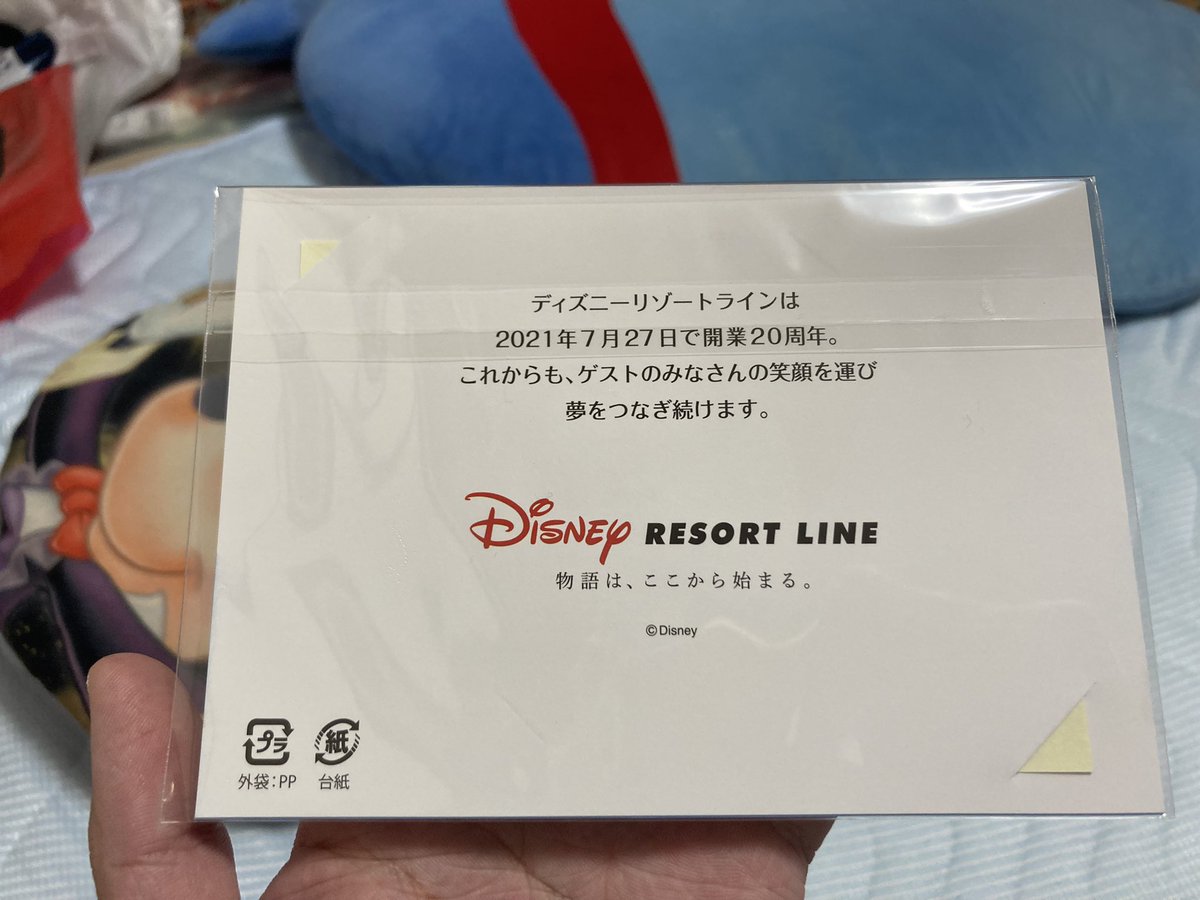 ディズニーリゾートラインは
2021年7月27日で開業20周年。
これからも、ゲストのみなさんの笑顔を運び
夢をつなぎ続けます。
Disney RESORT LINE
物語は、ここから始まる。
©Disney
プラ 紙
外袋：PP 台紙